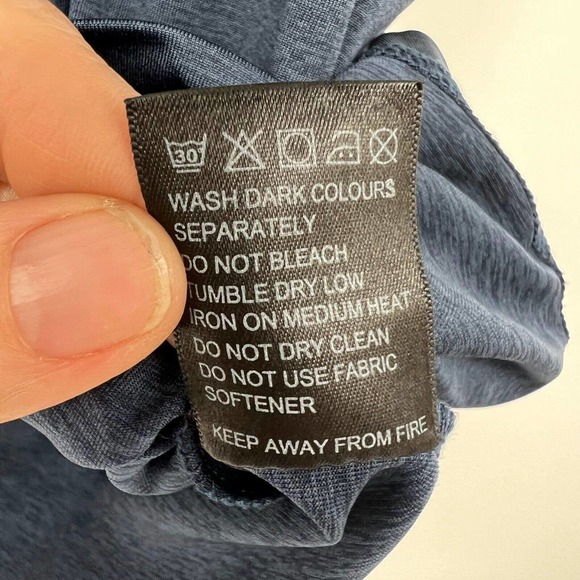 30
WASH DARK COLOURS
SEPARATELY
DO NOT BLEACH
TUMBLE DRY LOW
IRON ON MEDIUM HEAT
DO NOT DRY CLEAN
DO NOT USE FABRIC
SOFTENER
KEEP AWAY FROM FIRE